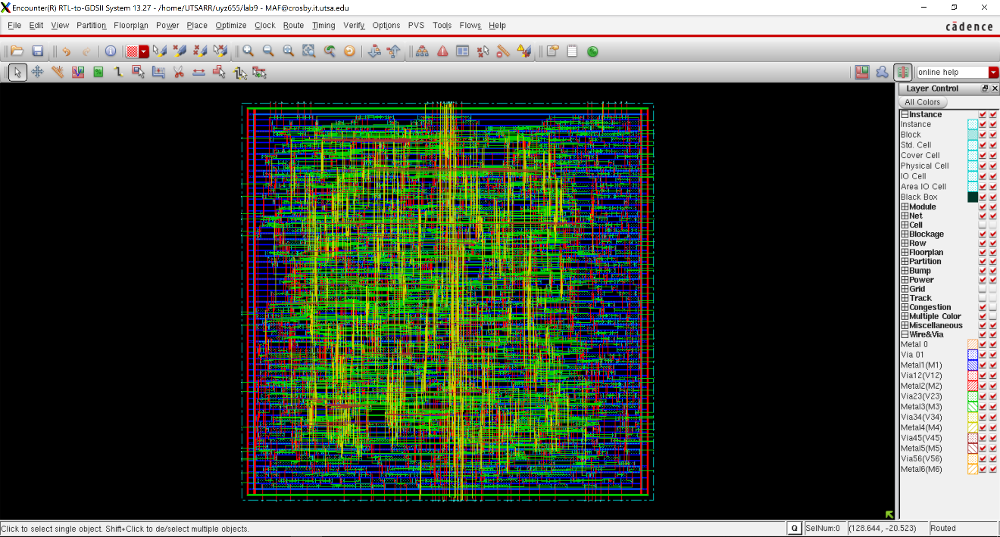 Encounter(R) RTL-to-GDSII System 13.27 - /home/UTSARR/uyz655/lab9 - MAF@crosby.it.utsa.edu
File Edit View Partition Floorplan Power Place Optimize Clock Route Timing Verify Options PVS Tools Flows Help
cādence
online help
Layer Control
All Colors
Instance
Instance
Block
Std. Cell
Cover Cell
Physical Cell
IO Cell
Area IO Cell
Black Box
Module
Net
Cell
Blockage
Row
Floorplan
Partition
Bump
Power
Grid
Track
Congestion
Multiple Color
Miscellaneous
Wire&Via
Metal 0
Via 01
Metal1(M1)
Via12(V12)
Metal2(M2)
Via23(V23)
Metal3(M3)
Via34(V34)
Metal4(M4)
Via45(V45)
Metal5(M5)
Via56(V56)
Metal6(M6)
Click to select single object. Shift+Click to de/select multiple objects.
Q
SelNum:0
(128.644, -20.523)
Routed